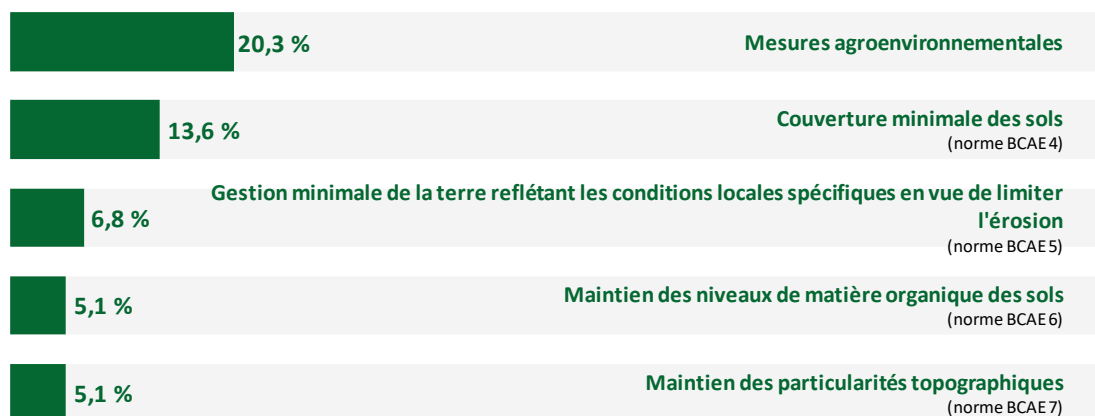 20,3 %
Mesures agroenvironnementales
13,6 %
Couverture minimale des sols
(norme BCAE 4)
Gestion minimale de la terre reflétant les conditions locales spécifiques en vue de limiter
l'érosion
6,8 %
(norme BCAE 5)
5,1 %
Maintien des niveaux de matière organique des sols
(norme BCAE 6)
5,1 %
Maintien des particularités topographiques
(norme BCAE 7)